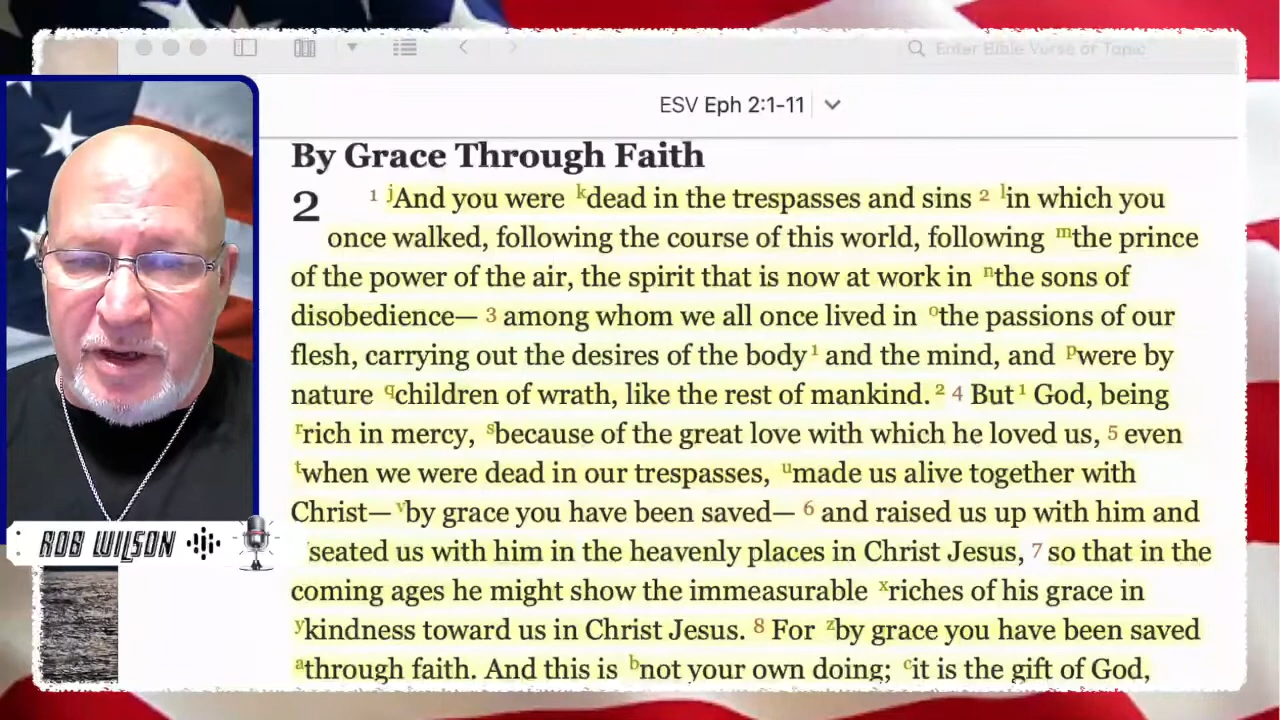 Enter Bible Verse or Topic
ESV Eph 2:1-11
By Grace Through Faith
2 1 jAnd you were kdead in the trespasses and sins 2 lin which you
once walked, following the course of this world, following mthe prince
of the power of the air, the spirit that is now at work in nthe sons of
disobedience— 3 among whom we all once lived in othe passions of our
flesh, carrying out the desires of the body1 and the mind, and pwere by
nature qchildren of wrath, like the rest of mankind.2 4 But1 God, being
rrich in mercy, sbecause of the great love with which he loved us, 5 even
twhen we were dead in our trespasses, umade us alive together with
Christ—vby grace you have been saved— 6 and raised us up with him and
seated us with him in the heavenly places in Christ Jesus, 7 so that in the
coming ages he might show the immeasurable xriches of his grace in
ykindness toward us in Christ Jesus. 8 For zby grace you have been saved
athrough faith. And this is bnot your own doing; cit is the gift of God,
ROB WILSON